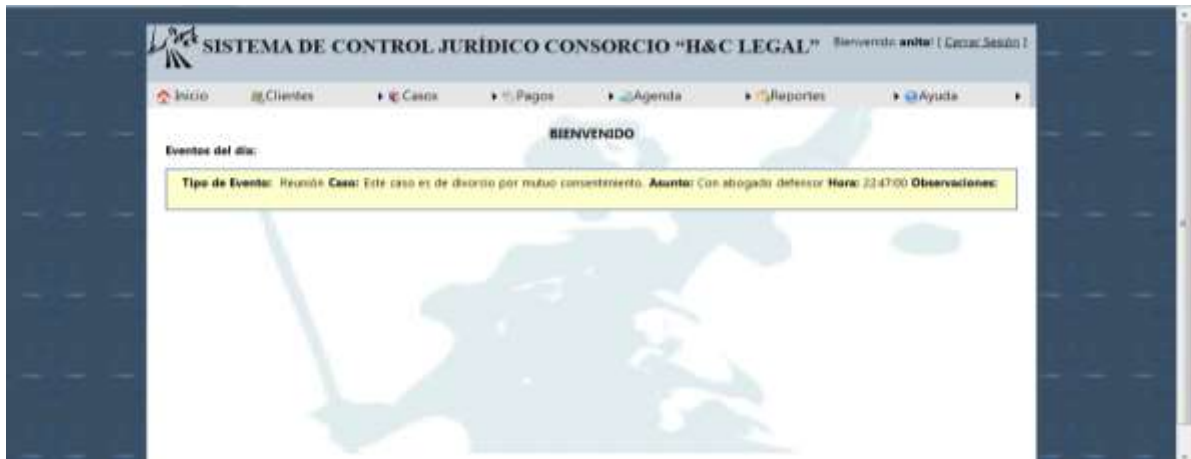 SISTEMA DE CONTROL JURÍDICO CONSORCIO “H&C LEGAL”
Bienvenido anita! [ Cerrar Sesión ]
Inicio Clientes Casos Pagos Agenda Reportes Ayuda
BIENVENIDO
Eventos del día:
Tipo de Evento: Reunión Caso: Este caso es de divorcio por mutuo consentimiento. Asunto: Con abogado defensor Hora: 22:47:00 Observaciones: